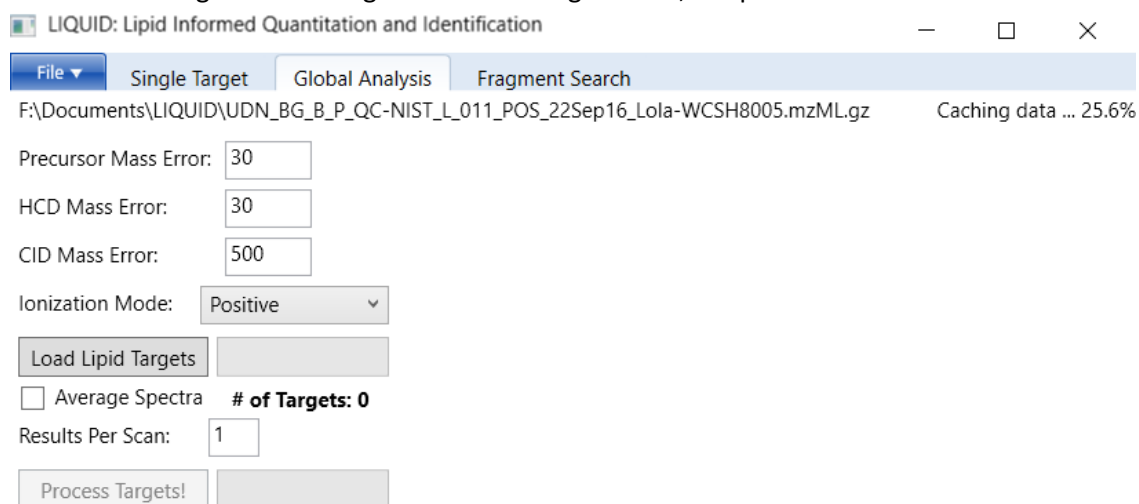 LIQUID: Lipid Informed Quantitation and Identification
File Single Target Global Analysis Fragment Search
F:\Documents\LIQUID\UDN_BG_B_P_QC-NIST_L_011_POS_22Sep16_Lola-WCSH8005.mzML.gz Caching data ... 25.6%
Precursor Mass Error: 30
HCD Mass Error: 30
CID Mass Error: 500
Ionization Mode: Positive
Load Lipid Targets
Average Spectra # of Targets: 0
Results Per Scan: 1
Process Targets!